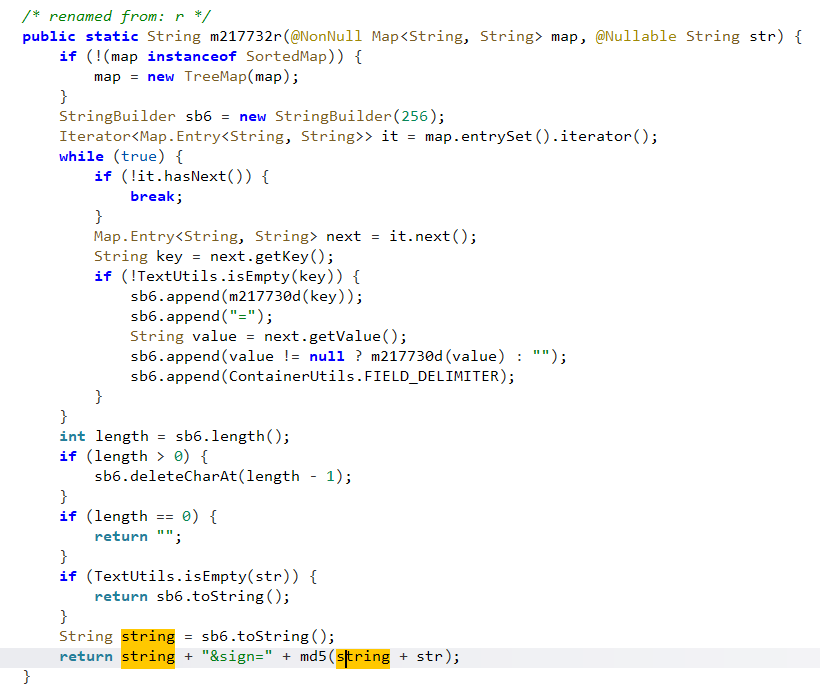 /* renamed from: r */
public static String m217732r(@NonNull Map<String, String> map, @Nullable String str) {
    if (!(map instanceof SortedMap)) {
        map = new TreeMap(map);
    }
    StringBuilder sb6 = new StringBuilder(256);
    Iterator<Map.Entry<String, String>> it = map.entrySet().iterator();
    while (true) {
        if (!it.hasNext()) {
            break;
        }
        Map.Entry<String, String> next = it.next();
        String key = next.getKey();
        if (!TextUtils.isEmpty(key)) {
            sb6.append(m217730d(key));
            sb6.append("=");
            String value = next.getValue();
            sb6.append(value != null ? m217730d(value) : "");
            sb6.append(ContainerUtils.FIELD_DELIMITER);
        }
    }
    int length = sb6.length();
    if (length > 0) {
        sb6.deleteCharAt(length - 1);
    }
    if (length == 0) {
        return "";
    }
    if (TextUtils.isEmpty(str)) {
        return sb6.toString();
    }
    String string = sb6.toString();
    return string + "&sign=" + md5(string + str);
}